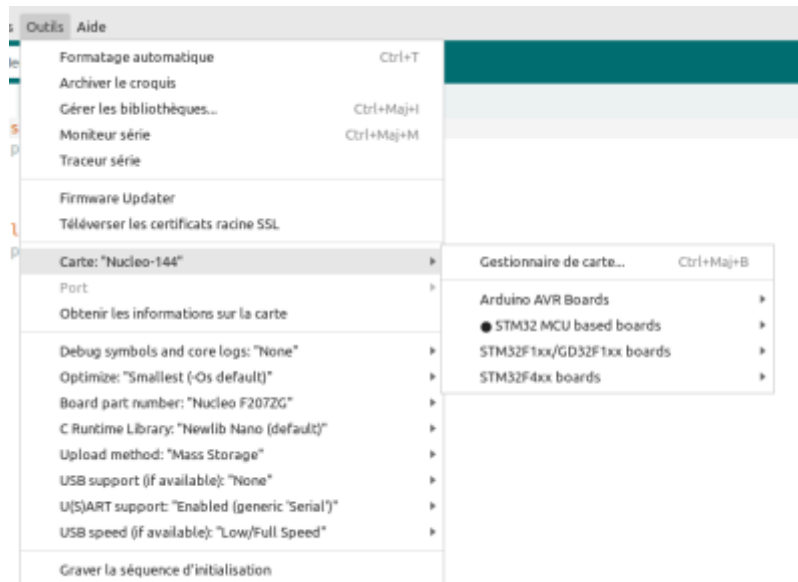 Outils Aide
Formatage automatique Ctrl+T
Archiver le croquis
Gérer les bibliothèques... Ctrl+Maj+I
Moniteur série Ctrl+Maj+M
Traceur série
Firmware Updater
Téléverser les certificats racine SSL
Carte: "Nucleo-144"
Port
Obtenir les informations sur la carte
Debug symbols and core logs: "None"
Optimize: "Smallest (-Os default)"
Board part number: "Nucleo F207ZG"
C Runtime Library: "Newlib Nano (default)"
Upload method: "Mass Storage"
USB support (if available): "None"
U(S)ART support: "Enabled (generic 'Serial')"
USB speed (if available): "Low/Full Speed"
Graver la séquence d'initialisation
Gestionnaire de carte... Ctrl+Maj+B
Arduino AVR Boards
● STM32 MCU based boards
STM32F1xx/GD32F1xx boards
STM32F4xx boards